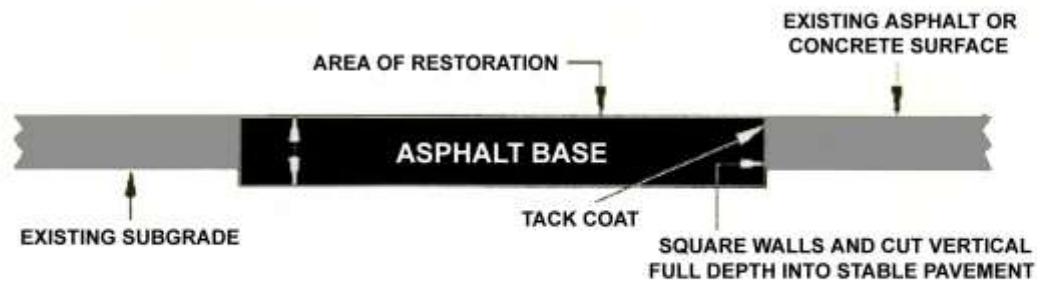 EXISTING ASPHALT OR
CONCRETE SURFACE
AREA OF RESTORATION
ASPHALT BASE
TACK COAT
EXISTING SUBGRADE
SQUARE WALLS AND CUT VERTICAL
FULL DEPTH INTO STABLE PAVEMENT